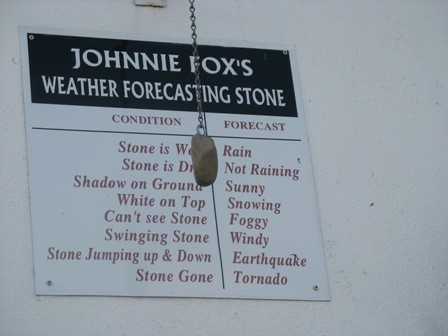 JOHNNIE FOX'S
WEATHER FORECASTING STONE
CONDITION FORECAST
Stone is Rain
Stone is Not Raining
Shadow on Ground Sunny
White on Top Snowing
Can't see Stone Foggy
Swinging Stone Windy
Stone Jumping up & Down Earthquake
Stone Gone Tornado